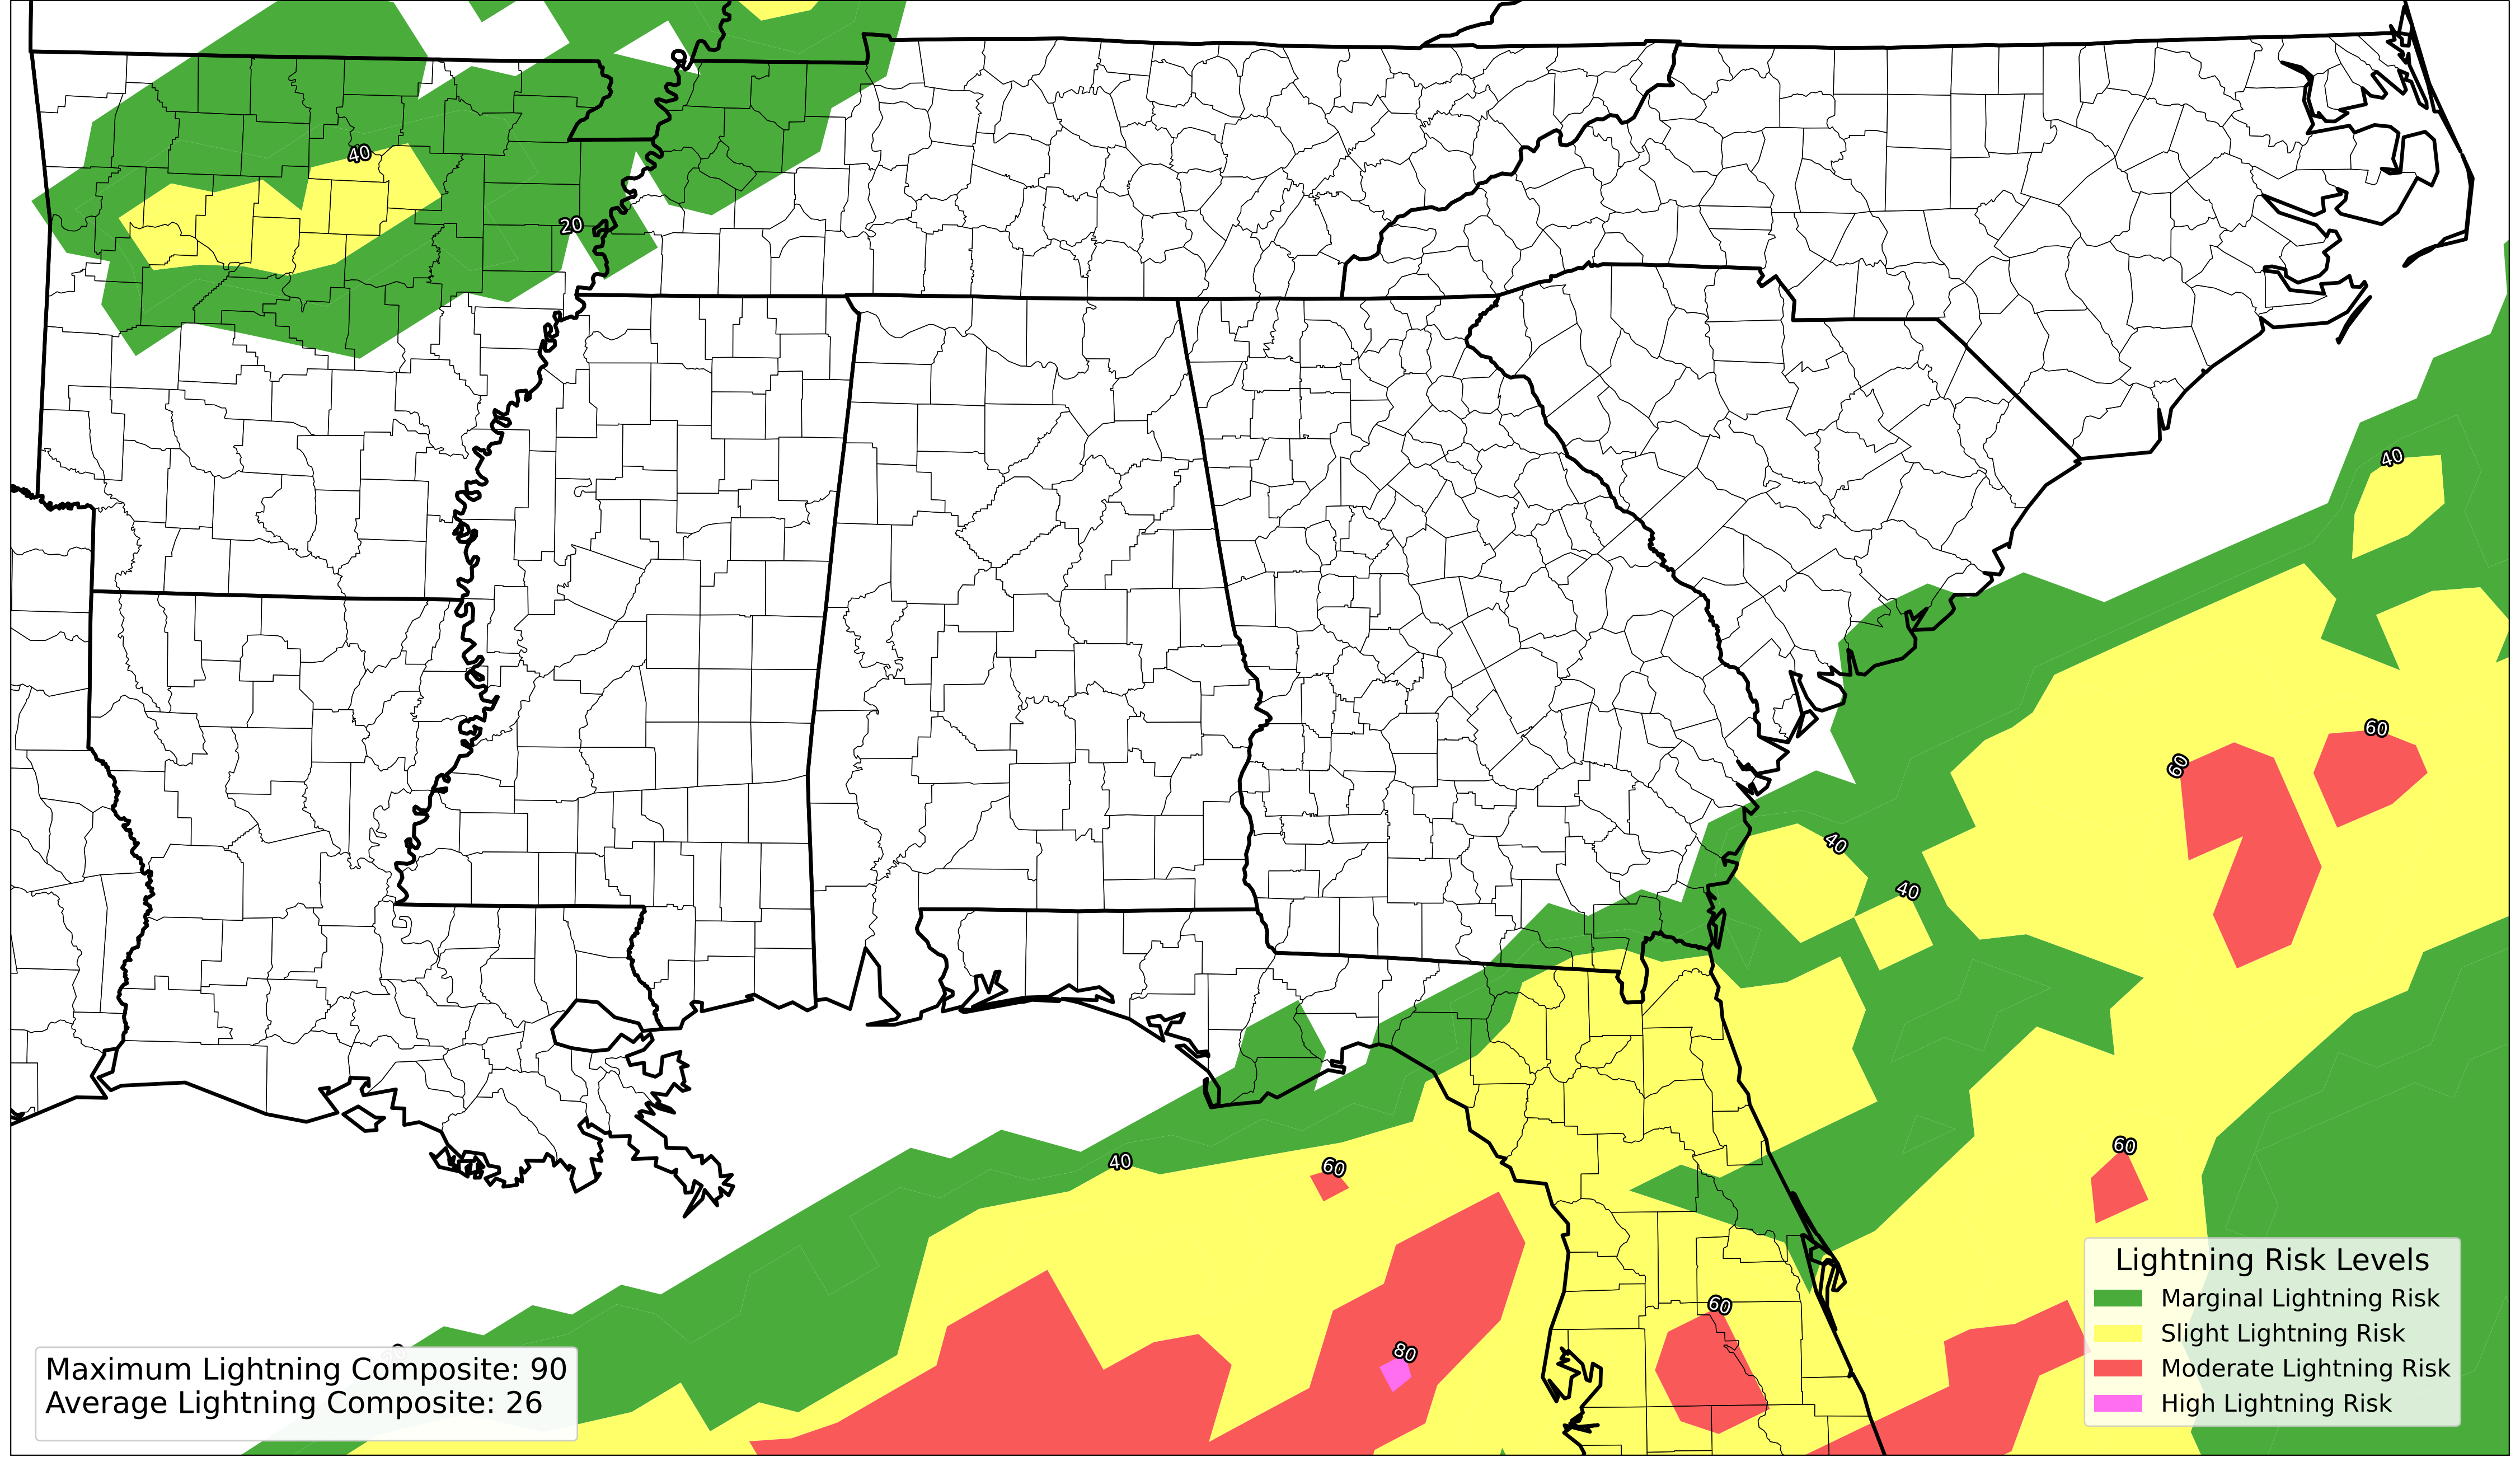 40
20
40
60
60
40
40
40
60
60
60
80
Lightning Risk Levels
Marginal Lightning Risk
Slight Lightning Risk
Moderate Lightning Risk
High Lightning Risk
Maximum Lightning Composite: 90
Average Lightning Composite: 26